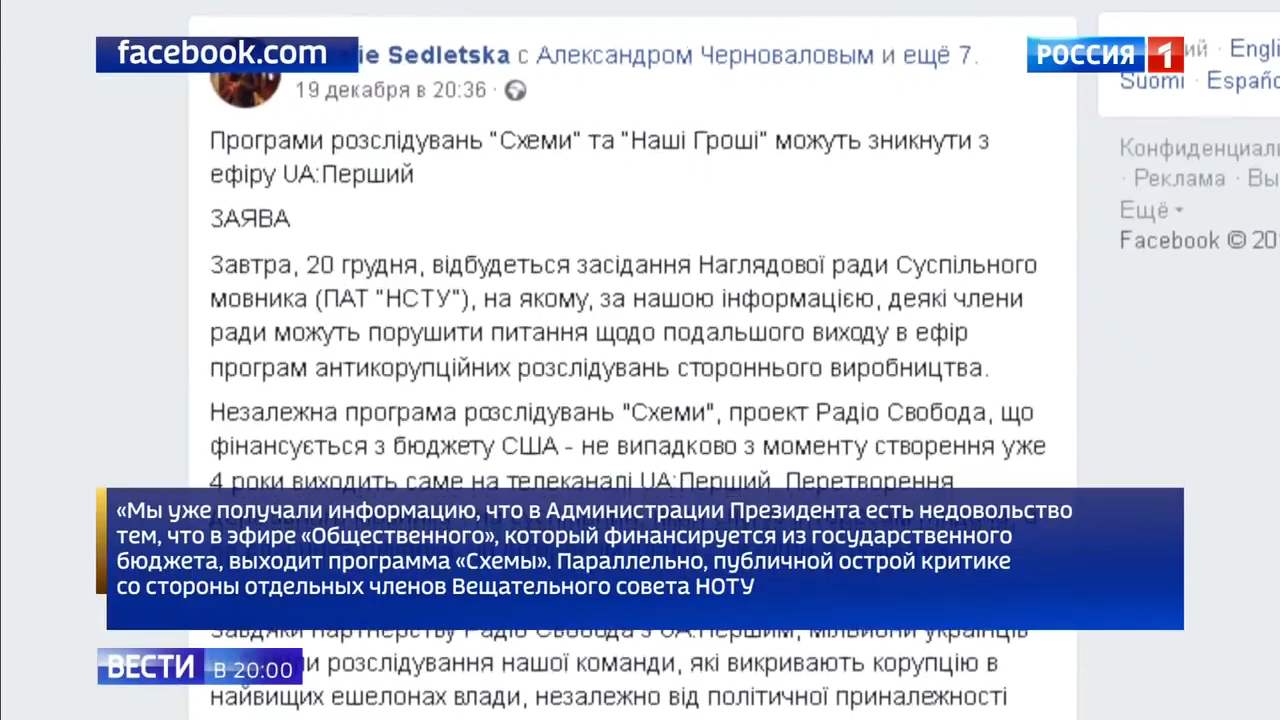 facebook.com
Sedletska с Александром Черноваловым и ещё 7.
19 декабря в 20:36 ·
РОССИЯ 1
· Engli
Suomi · Españo
Програми розслідувань "Схеми" та "Наші Гроші" можуть зникнути з
ефіру UA:Перший
ЗАЯВА
Завтра, 20 грудня, відбудеться засідання Наглядової ради Суспільного
мовника (ПАТ "НСТУ"), на якому, за нашою інформацією, деякі члени
ради можуть порушити питання щодо подальшого виходу в ефір
програм антикорупційних розслідувань стороннього виробництва.
Незалежна програма розслідувань "Схеми", проект Радіо Свобода, що
фінансується з бюджету США - не випадково з моменту створення уже
4 роки виходить саме на телеканалі UA:Перший. Перетворення
Конфиденциаль
· Реклама · Вы
Ещё
Facebook © 201
«Мы уже получали информацию, что в Администрации Президента есть недовольство
тем, что в эфире «Общественного», который финансируется из государственного
бюджета, выходит программа «Схемы». Параллельно, публичной острой критике
со стороны отдельных членов Вещательного совета НОТУ
Завдяки партнерству Радіо Свобода з UA:Першим, мільйони українців
розслідування нашої команди, які викривають корупцію в
найвищих ешелонах влади, незалежно від політичної приналежності
ВЕСТИ В 20:00